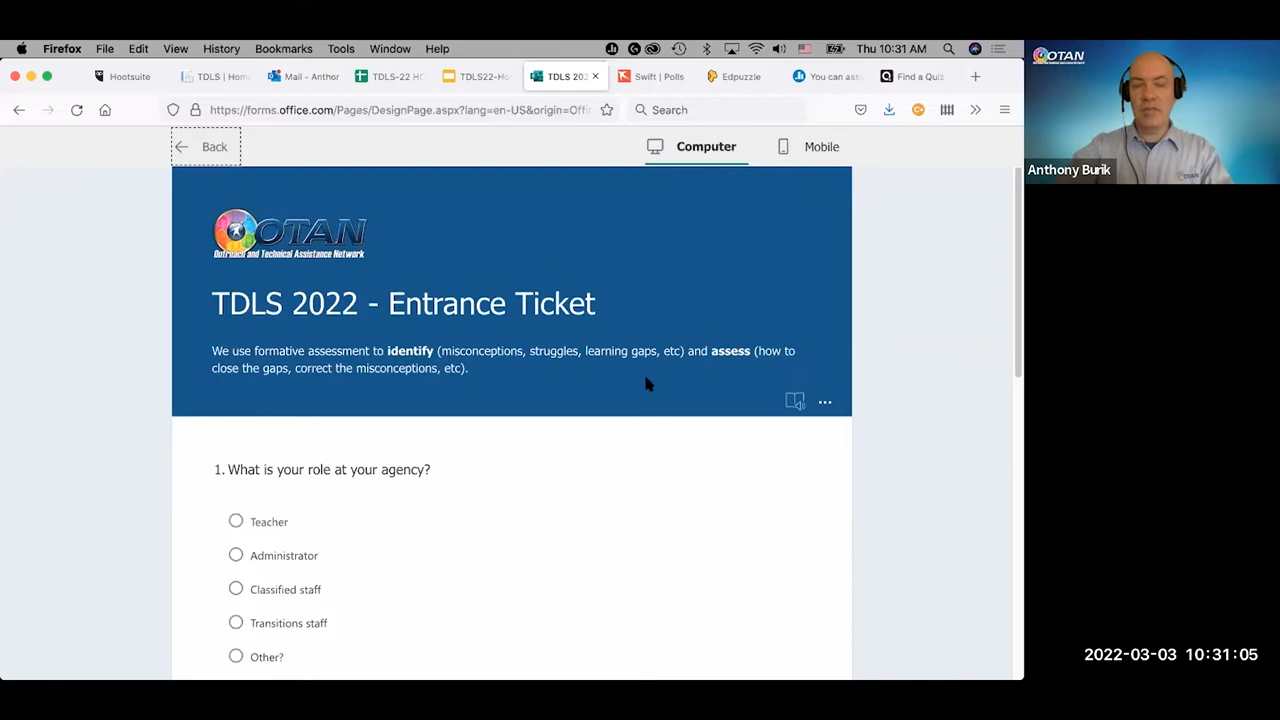 Firefox File Edit View History Bookmarks Tools Window Help Thu 10:31 AM
Hootsuite TDLS | Hom Mail - Anthor TDLS-22 HO TDLS22-Ho TDLS 202 Swift | Polls Edpuzzle You can ass Find a Quiz
https://forms.office.com/Pages/DesignPage.aspx?lang=en-US&origin=Offi Search
Back Computer Mobile
OTAN
Outreach and Technical Assistance Network
TDLS 2022 - Entrance Ticket
We use formative assessment to identify (misconceptions, struggles, learning gaps, etc) and assess (how to
close the gaps, correct the misconceptions, etc).
1. What is your role at your agency?
Teacher
Administrator
Classified staff
Transitions staff
Other?
OTAN
Anthony Burik
2022-03-03 10:31:05